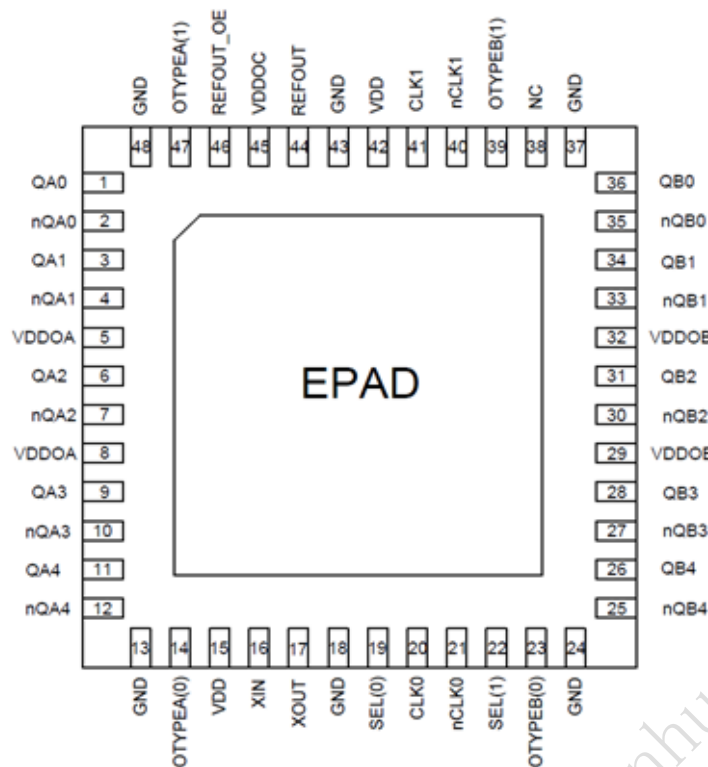 GND OTYPEA(1) REFOUT_OE VDDOC REFOUT GND VDD CLK1 nCLK1 OTYPEB(1) NC GND
48 47 46 45 44 43 42 41 40 39 38 37
QA0 1 36 QB0
nQA0 2 35 nQB0
QA1 3 34 QB1
nQA1 4 33 nQB1
VDDOA 5 32 VDDOB
QA2 6 31 QB2
EPAD
nQA2 7 30 nQB2
VDDOA 8 29 VDDOB
QA3 9 28 QB3
nQA3 10 27 nQB3
QA4 11 26 QB4
nQA4 12 25 nQB4
13 14 15 16 17 18 19 20 21 22 23 24
GND OTYPEA(0) VDD XIN XOUT GND SEL(0) CLK0 nCLK0 SEL(1) OTYPEB(0) GND